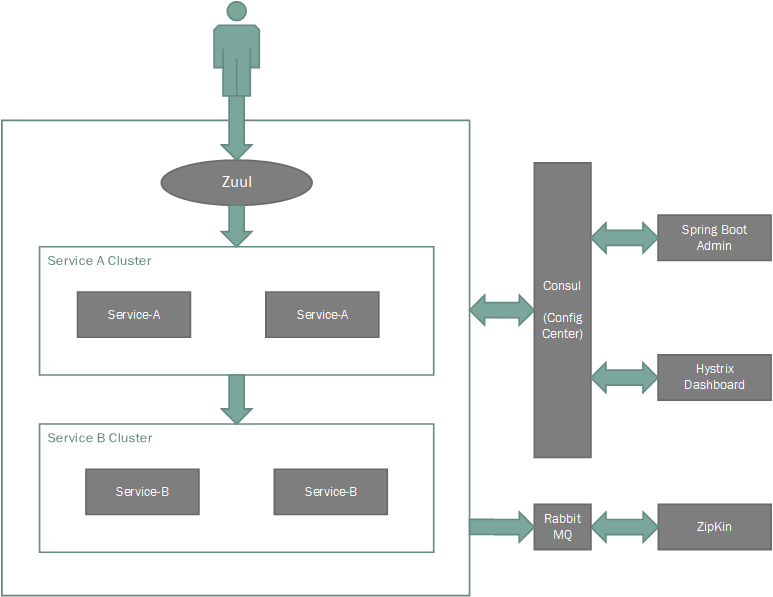 Zuul
Service A Cluster
Service-A
Service-A
Service B Cluster
Service-B
Service-B
Consul
(Config
Center)
Spring Boot
Admin
Hystrix
Dashboard
Rabbit
MQ
ZipKin